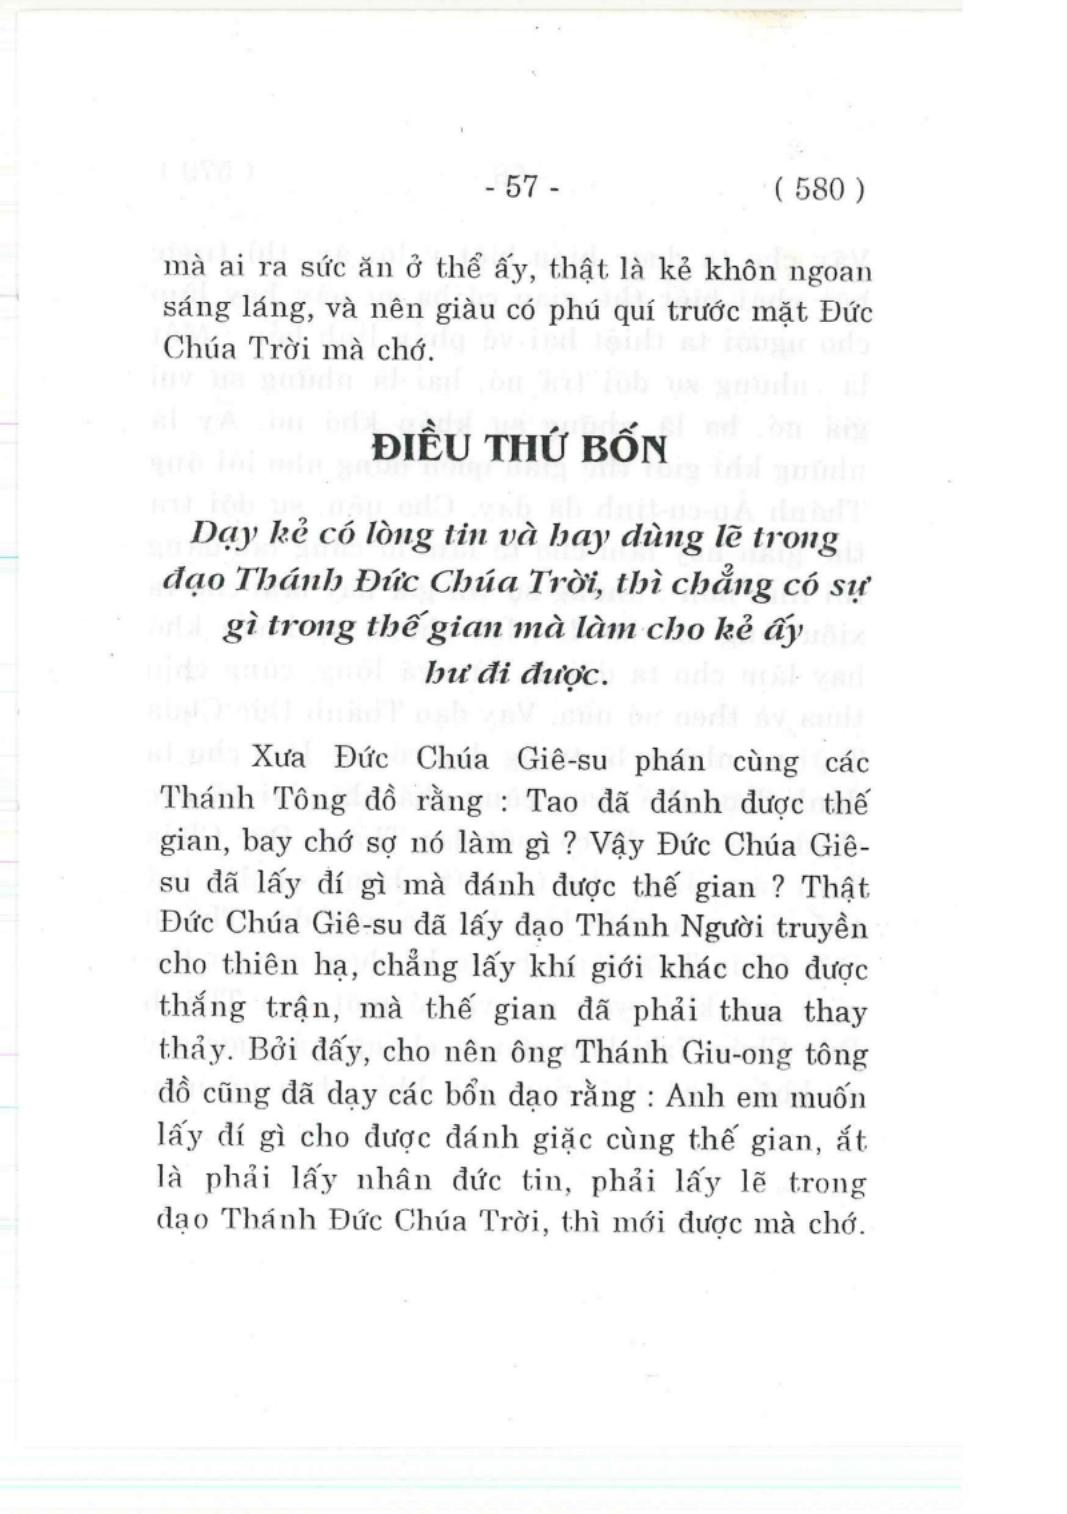 - 57 - ( 580 )
mà ai ra sức ăn ở thể ấy, thật là kẻ khôn ngoan
sáng láng, và nên giàu có phú quí trước mặt Đức
Chúa Trời mà chớ.
ĐIỀU THỨ BỐN
Dạy kẻ có lòng tin và hay dùng lẽ trong
đạo Thánh Đức Chúa Trời, thì chẳng có sự
gì trong thế gian mà làm cho kẻ ấy
hư đi được.
Xưa Đức Chúa Giê-su phán cùng các
Thánh Tông đồ rằng : Tao đã đánh được thế
gian, bay chớ sợ nó làm gì ? Vậy Đức Chúa Giê-
su đã lấy đí gì mà đánh được thế gian ? Thật
Đức Chúa Giê-su đã lấy đạo Thánh Người truyền
cho thiên hạ, chẳng lấy khí giới khác cho được
thắng trận, mà thế gian đã phải thua thay
thảy. Bởi đấy, cho nên ông Thánh Giu-ong tông
đồ cũng đã dạy các bổn đạo rằng : Anh em muốn
lấy đí gì cho được đánh giặc cùng thế gian, ắt
là phải lấy nhân đức tin, phải lấy lẽ trong
đạo Thánh Đức Chúa Trời, thì mới được mà chớ.